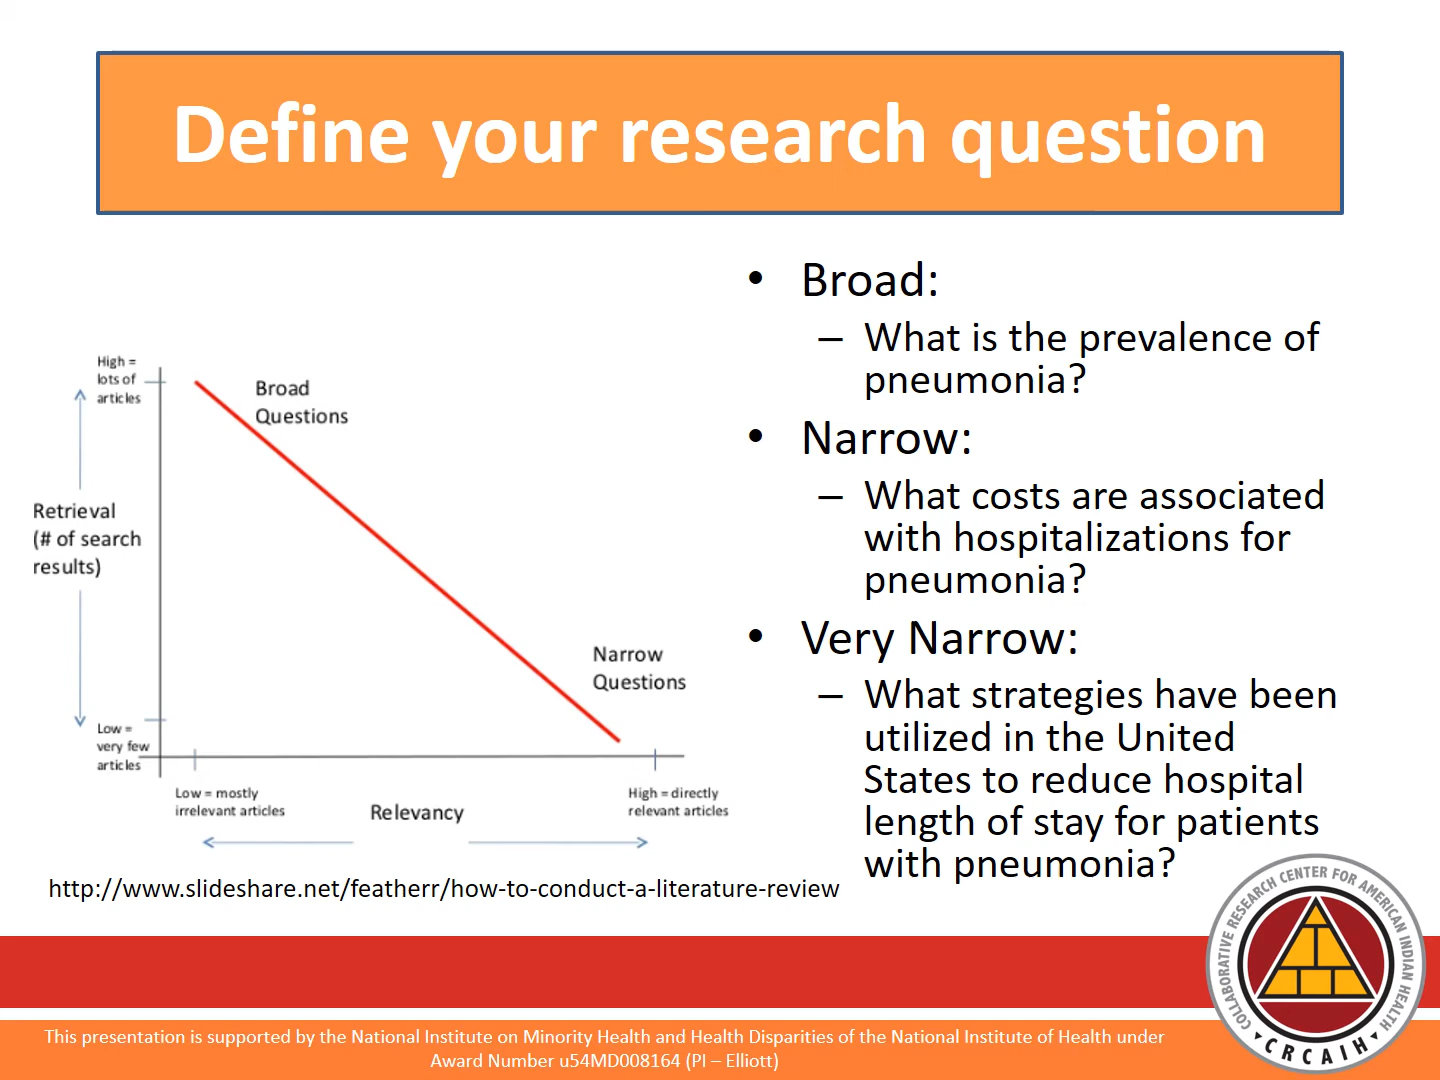 Define your research question
High =
lots of
articles
Broad
Questions
Retrieval
(# of search
results)
Narrow
Questions
Low =
very few
articles
Low = mostly
irrelevant articles
Relevancy
High = directly
relevant articles
http://www.slideshare.net/featherr/how-to-conduct-a-literature-review
• Broad:
– What is the prevalence of
pneumonia?
• Narrow:
– What costs are associated
with hospitalizations for
pneumonia?
• Very Narrow:
– What strategies have been
utilized in the United
States to reduce hospital
length of stay for patients
with pneumonia?
COLLABORATIVE RESEARCH CENTER FOR AMERICAN INDIAN HEALTH
CRCAIH
This presentation is supported by the National Institute on Minority Health and Health Disparities of the National Institute of Health under
Award Number u54MD008164 (PI – Elliott)